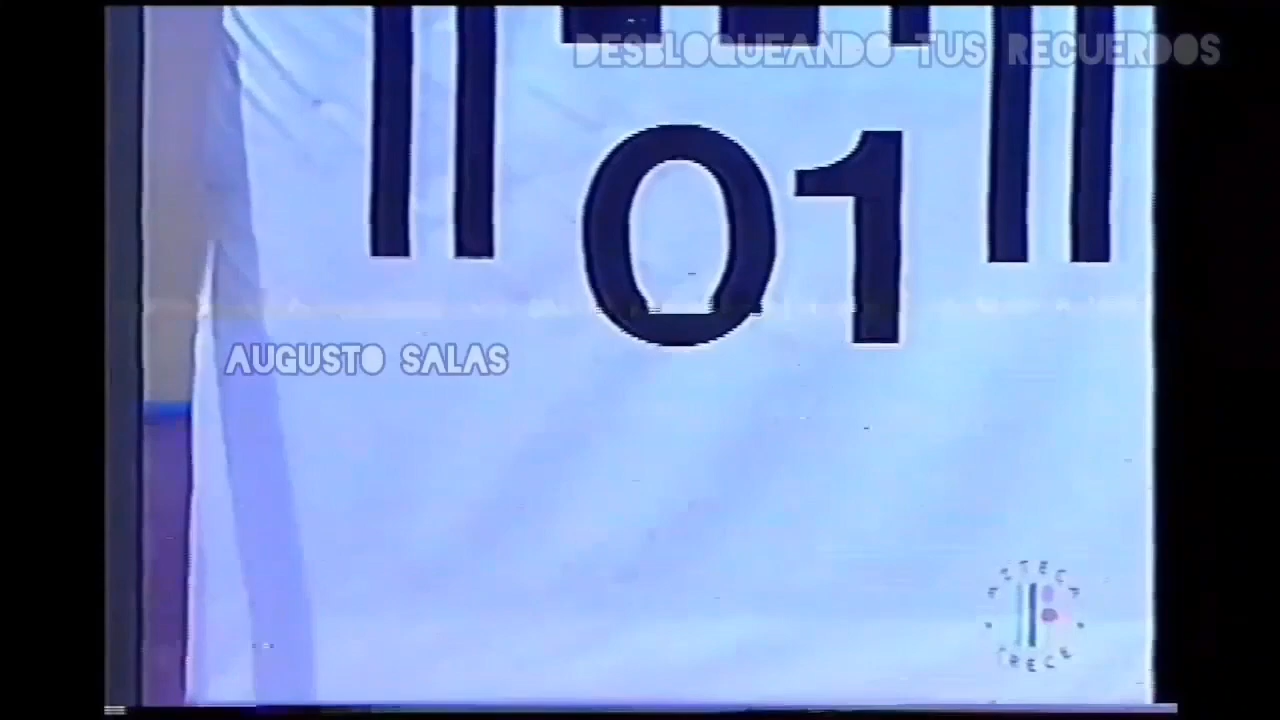 DESBLOQUEANDO TUS RECUERDOS
01
AUGUSTO SALAS
AZTECA
TRECE